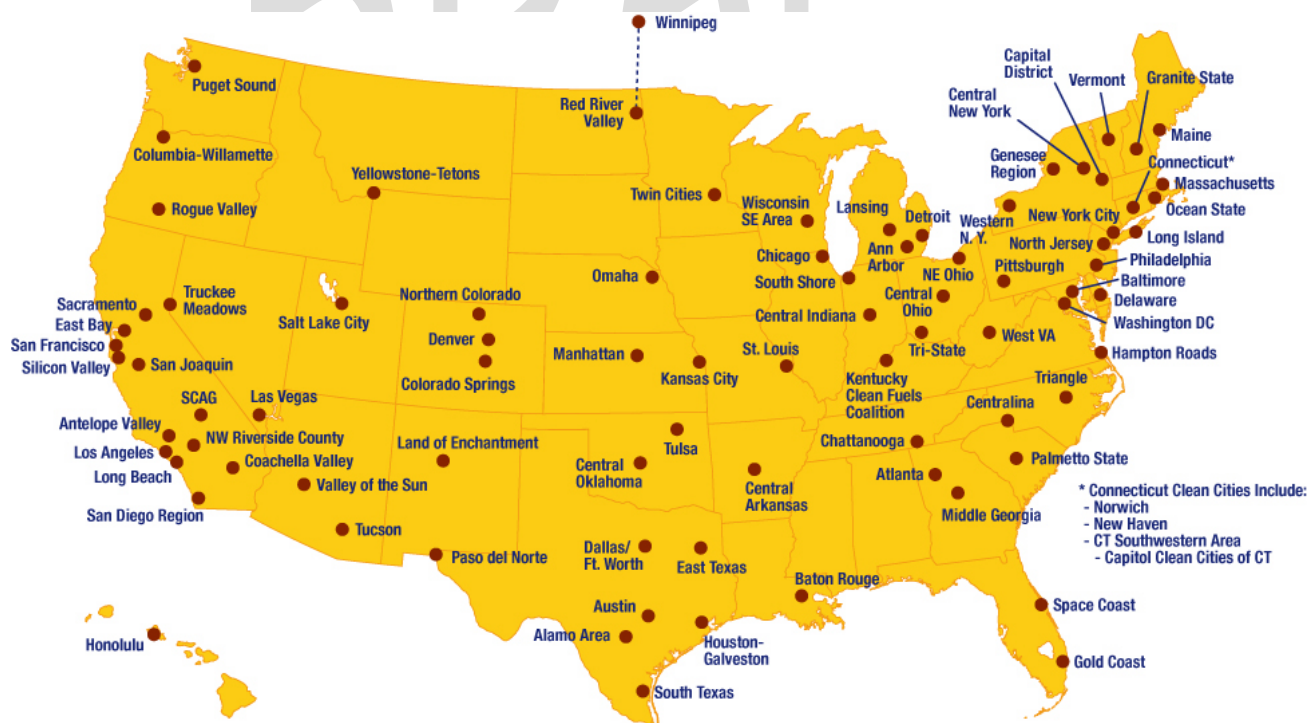 Winnipeg
Puget Sound
Red River
Valley
Capital
District
Vermont
Granite State
Central
New York
Maine
Columbia-Willamette
Genesee
Region
Connecticut*
Yellowstone-Tetons
Twin Cities
Massachusetts
Rogue Valley
Wisconsin
SE Area
Lansing
Detroit
Western
N. Y.
New York City
Ocean State
Ann
Arbor
North Jersey
Long Island
Chicago
Pittsburgh
Philadelphia
Omaha
South Shore
NE Ohio
Baltimore
Sacramento
Truckee
Meadows
Salt Lake City
Northern Colorado
Central
Ohio
Delaware
East Bay
Central Indiana
Washington DC
San Francisco
Denver
West VA
Silicon Valley
San Joaquin
Manhattan
St. Louis
Tri-State
Hampton Roads
Colorado Springs
Kansas City
Kentucky
Clean Fuels
Coalition
Triangle
SCAG
Las Vegas
Centralina
Antelope Valley
NW Riverside County
Land of Enchantment
Tulsa
Chattanooga
Los Angeles
Coachella Valley
Long Beach
Valley of the Sun
Central
Oklahoma
Central
Arkansas
Atlanta
Palmetto State
San Diego Region
Middle Georgia
* Connecticut Clean Cities Include:
- Norwich
- New Haven
- CT Southwestern Area
- Capitol Clean Cities of CT
Tucson
Paso del Norte
Dallas/
Ft. Worth
East Texas
Baton Rouge
Austin
Space Coast
Alamo Area
Houston-
Galveston
Honolulu
Gold Coast
South Texas